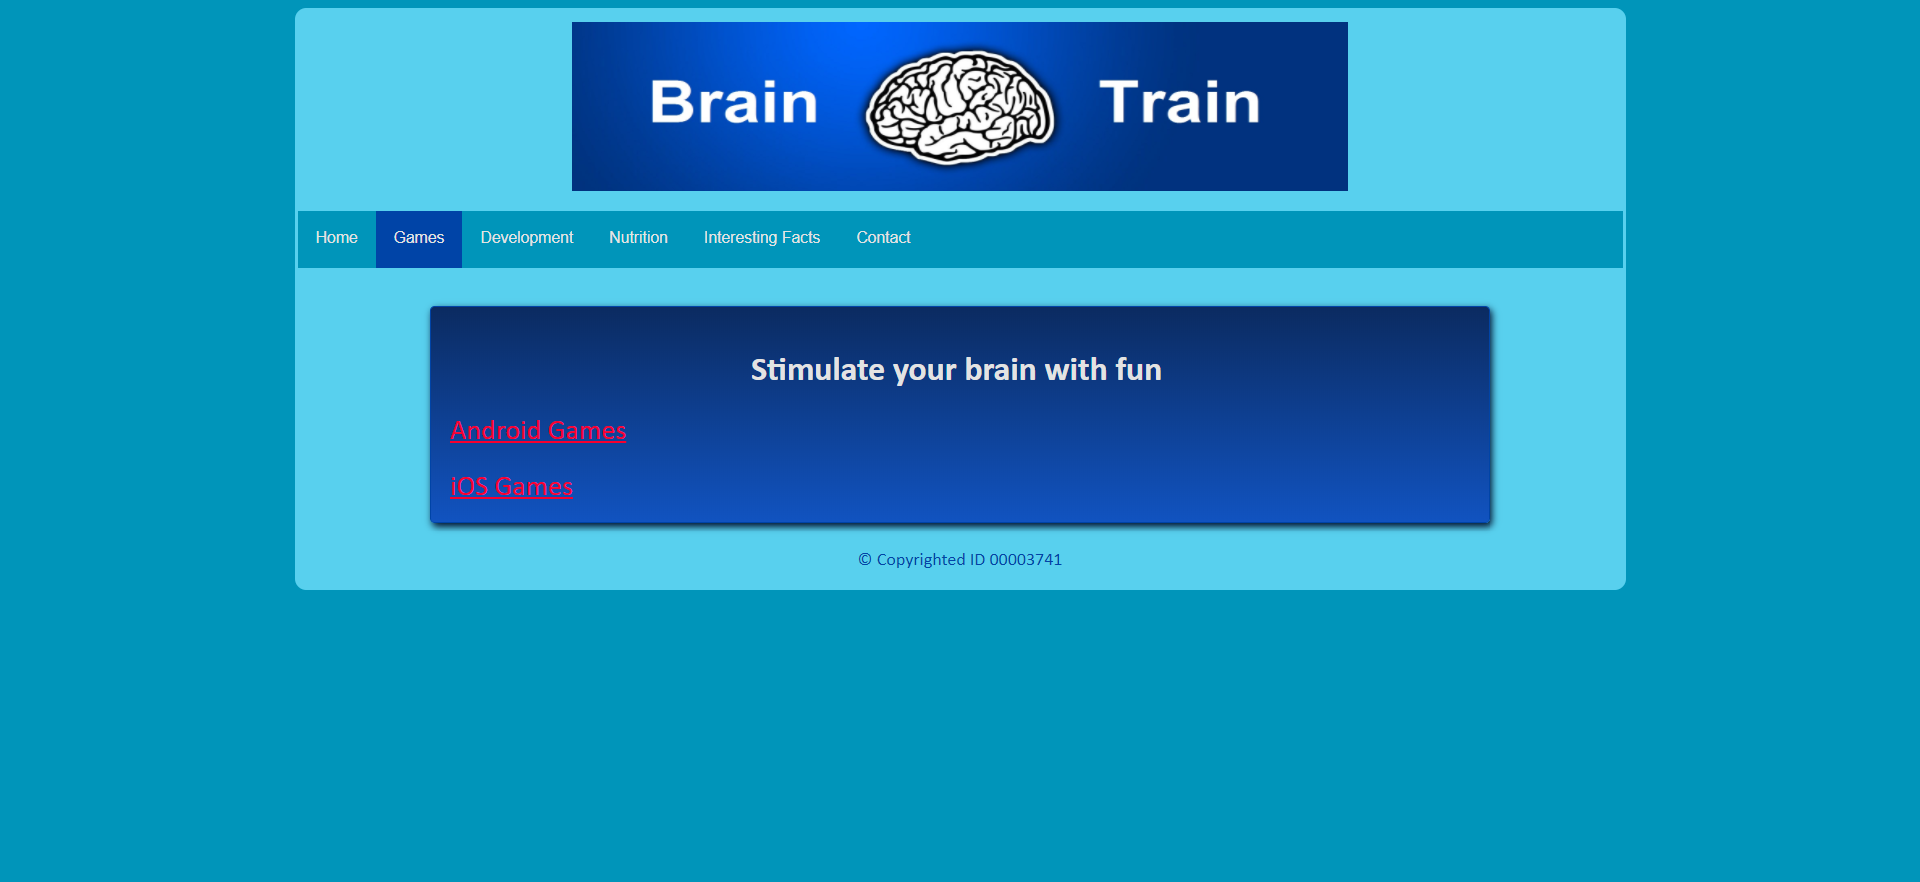 Brain Train
Home Games Development Nutrition Interesting Facts Contact
Stimulate your brain with fun
Android Games
iOS Games
© Copyrighted ID 00003741